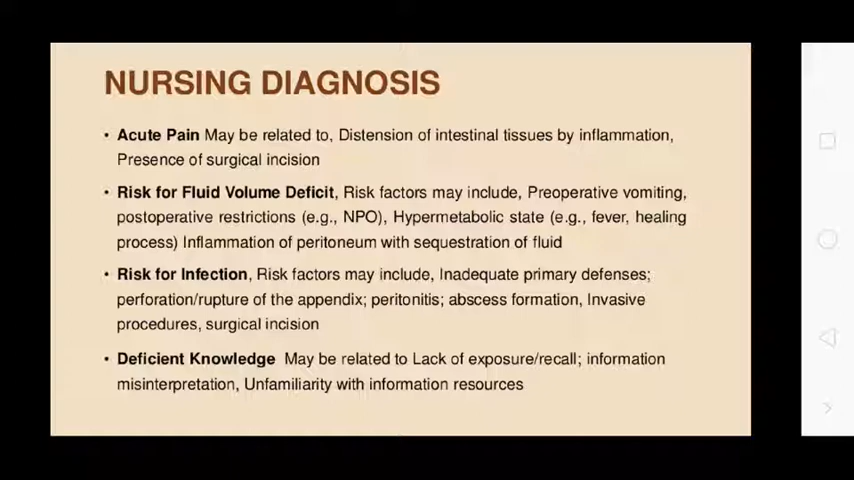 NURSING DIAGNOSIS
• Acute Pain May be related to, Distension of intestinal tissues by inflammation,
Presence of surgical incision
• Risk for Fluid Volume Deficit, Risk factors may include, Preoperative vomiting,
postoperative restrictions (e.g., NPO), Hypermetabolic state (e.g., fever, healing
process) Inflammation of peritoneum with sequestration of fluid
• Risk for Infection, Risk factors may include, Inadequate primary defenses;
perforation/rupture of the appendix; peritonitis; abscess formation, Invasive
procedures, surgical incision
• Deficient Knowledge May be related to Lack of exposure/recall; information
misinterpretation, Unfamiliarity with information resources